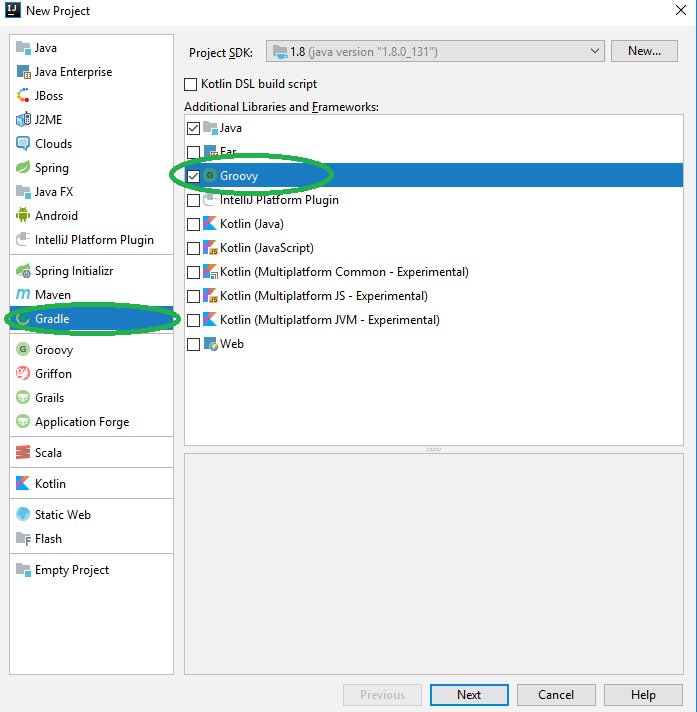 New Project
Java
Java Enterprise
JBoss
J2ME
Clouds
Spring
Java FX
Android
IntelliJ Platform Plugin
Spring Initializr
Maven
Gradle
Groovy
Griffon
Grails
Application Forge
Scala
Kotlin
Static Web
Flash
Empty Project
Project SDK: 1.8 (java version "1.8.0_131") New...
Kotlin DSL build script
Additional Libraries and Frameworks:
Java
Ear
Groovy
IntelliJ Platform Plugin
Kotlin (Java)
Kotlin (JavaScript)
Kotlin (Multiplatform Common - Experimental)
Kotlin (Multiplatform JS - Experimental)
Kotlin (Multiplatform JVM - Experimental)
Web
Previous Next Cancel Help